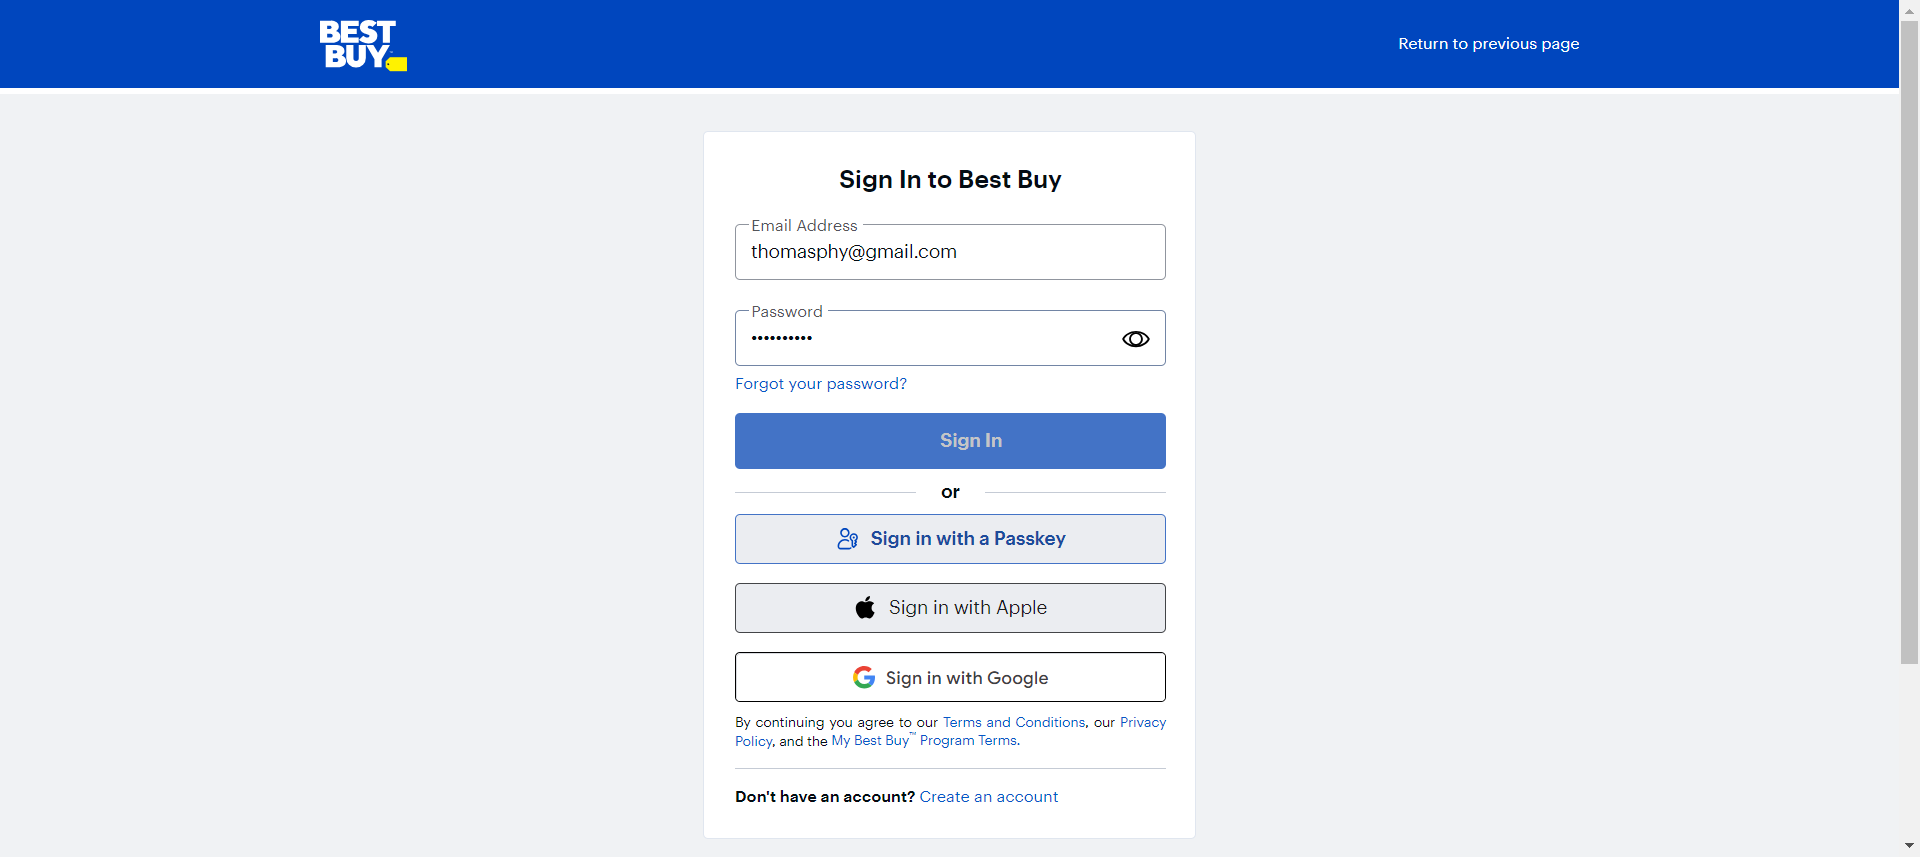 BEST
BUY
Return to previous page
Sign In to Best Buy
Email Address
thomasphy@gmail.com
Password
••••••••••
Forgot your password?
Sign In
or
Sign in with a Passkey
Sign in with Apple
Sign in with Google
By continuing you agree to our Terms and Conditions, our Privacy
Policy, and the My Best Buy™ Program Terms.
Don't have an account? Create an account